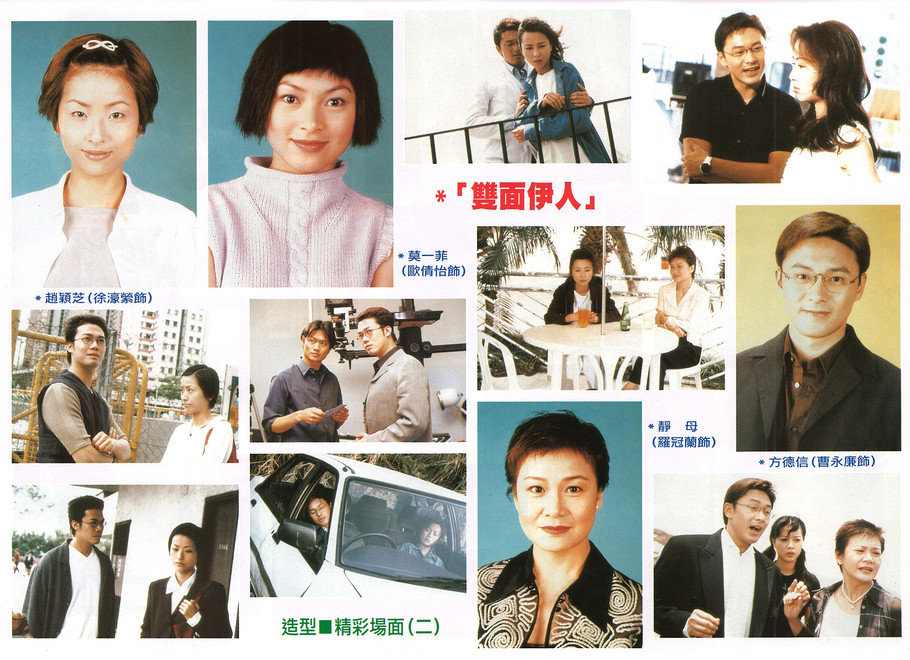 *「雙面伊人」
*莫一菲
(歐倩怡飾)
*趙穎芝(徐濠縈飾)
*靜 母
(羅冠蘭飾)
*方德信(曹永廉飾)
造型■精彩場面(二)